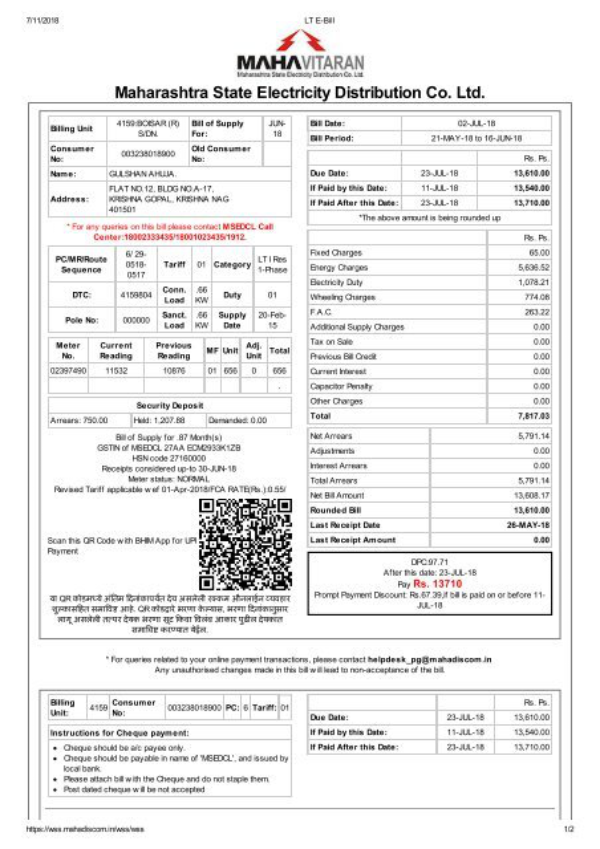 7/11/2018
LT E-Bill
MAHAVITARAN
Maharashtra State Electricity Distribution Co. Ltd.
Maharashtra State Electricity Distribution Co. Ltd.
Billing Unit 4159:BOISAR (R) S/DN. Bill of Supply For: JUN-18
Consumer No: 003238018900 Old Consumer No:
Name: GULSHAN AHUJA.
Address: FLAT NO.12, BLDG NO.A-17,
KRISHNA GOPAL, KRISHNA NAG
401501
* For any queries on this bill please contact MSEDCL Call
Center:18002333435/18001023435/1912.
PC/MR/Route Sequence 6/ 29-0518-0517 Tariff 01 Category LT I Res 1-Phase
DTC: 4159804 Conn. Load .66 KW Duty 01
Pole No: 000000 Sanct. Load .66 KW Supply Date 20-Feb-15
Meter No. Current Reading Previous Reading MF Unit Adj. Unit Total
02397490 11532 10876 01 656 0 656
.
Security Deposit
Arrears: 750.00 Held: 1,207.88 Demanded: 0.00
Bill of Supply for .87 Month(s)
GSTIN of MSEDCL 27AA ECM2933K1ZB
HSN code 27160000
Receipts considered up-to 30-JUN-18
Meter status: NORMAL
Revised Tariff applicable w ef 01-Apr-2018/FCA RATE(Rs.):0.55/
Scan this QR Code with BHIM App for UPI
Payment
या QR कोडमध्ये अंतिम दिनांकापर्यंत देय असलेली रक्कम ऑनलाईन व्यवहार
शुल्कासहित समाविष्ट आहे. QR कोडद्वारे भरणा केल्यास, भरणा दिनांकानुसार
लागू असलेली तत्पर देयक भरणा सूट किंवा विलंब आकार पुढील देयकात
समाविष्ट करण्यात येईल.
Bill Date: 02-JUL-18
Bill Period: 21-MAY-18 to 16-JUN-18
Rs. Ps.
Due Date: 23-JUL-18 13,610.00
If Paid by this Date: 11-JUL-18 13,540.00
If Paid After this Date: 23-JUL-18 13,710.00
*The above amount is being rounded up
Rs. Ps.
Fixed Charges 65.00
Energy Charges 5,636.52
Electricity Duty 1,078.21
Wheeling Charges 774.08
F.A.C. 263.22
Additional Supply Charges 0.00
Tax on Sale 0.00
Previous Bill Credit 0.00
Current Interest 0.00
Capacitor Penalty 0.00
Other Charges 0.00
Total 7,817.03
Net Arrears 5,791.14
Adjustments 0.00
Interest Arrears 0.00
Total Arrears 5,791.14
Net Bill Amount 13,608.17
Rounded Bill 13,610.00
Last Receipt Date 26-MAY-18
Last Receipt Amount 0.00
DPC:97.71
After this date: 23-JUL-18
Pay Rs. 13710
Prompt Payment Discount: Rs.67.39,if bill is paid on or before 11-
JUL-18
* For queries related to your online payment transactions, please contact helpdesk_pg@mahadiscom.in
Any unauthorised changes made in this bill will lead to non-acceptance of the bill.
Billing Unit: 4159 Consumer No: 003238018900 PC: 6 Tariff: 01
Instructions for Cheque payment:
• Cheque should be a/c payee only.
• Cheque should be payable in name of 'MSEDCL', and issued by
local bank.
• Please attach bill with the Cheque and do not staple them.
• Post dated cheque will be not accepted
Rs. Ps.
Due Date: 23-JUL-18 13,610.00
If Paid by this Date: 11-JUL-18 13,540.00
If Paid After this Date: 23-JUL-18 13,710.00
https://wss.mahadiscom.in/wss/wss
1/2